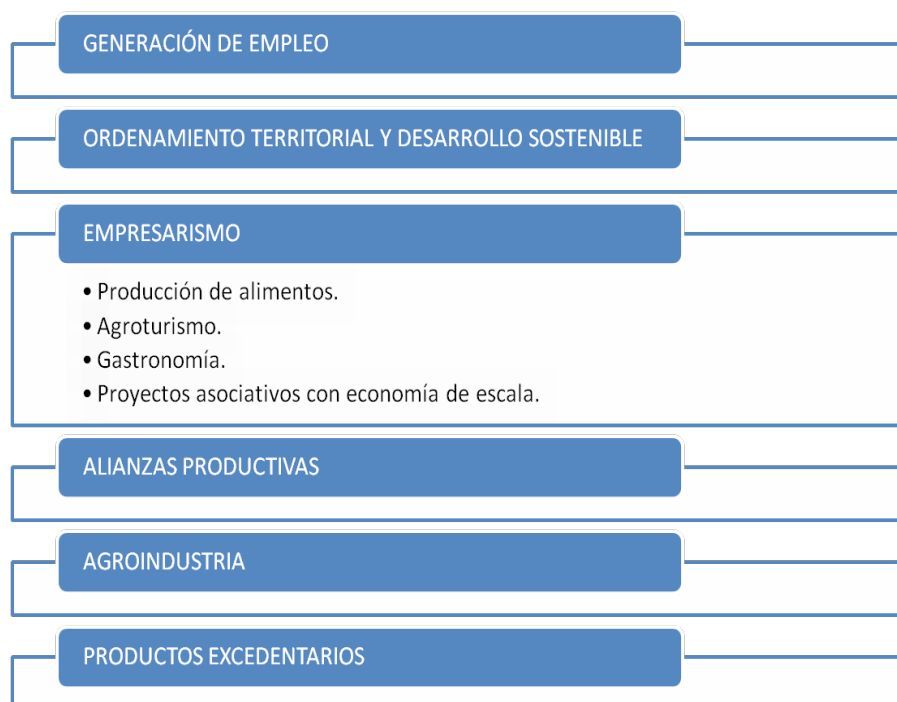 GENERACIÓN DE EMPLEO
ORDENAMIENTO TERRITORIAL Y DESARROLLO SOSTENIBLE
EMPRESARISMO
• Producción de alimentos.
• Agroturismo.
• Gastronomía.
• Proyectos asociativos con economía de escala.
ALIANZAS PRODUCTIVAS
AGROINDUSTRIA
PRODUCTOS EXCEDENTARIOS